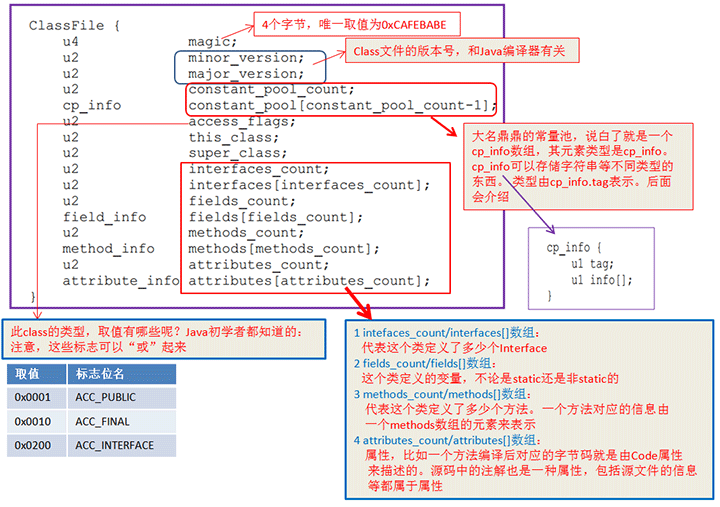 ClassFile {
u4 magic;
u2 minor_version;
u2 major_version;
u2 constant_pool_count;
cp_info constant_pool[constant_pool_count-1];
u2 access_flags;
u2 this_class;
u2 super_class;
u2 interfaces_count;
u2 interfaces[interfaces_count];
u2 fields_count;
field_info fields[fields_count];
u2 methods_count;
method_info methods[methods_count];
u2 attributes_count;
attribute_info attributes[attributes_count];
}
4个字节，唯一取值为0xCAFEBABE
Class文件的版本号，和Java编译器有关
大名鼎鼎的常量池，说白了就是一个
cp_info数组，其元素类型是cp_info。
cp_info可以存储字符串等不同类型的
东西。类型由cp_info.tag表示。后面
会介绍
cp_info {
u1 tag;
u1 info[];
}
此class的类型，取值有哪些呢？Java初学者都知道的：
注意，这些标志可以“或”起来
取值 标志位名
0x0001 ACC_PUBLIC
0x0010 ACC_FINAL
0x0200 ACC_INTERFACE
1 intefaces_count/interfaces[]数组：
代表这个类定义了多少个Interface
2 fields_count/fields[]数组：
这个类定义的变量，不论是static还是非static的
3 methods_count/methods[]数组：
代表这个类定义了多少个方法。一个方法对应的信息由
一个methods数组的元素来表示
4 attributes_count/attributes[]数组：
属性，比如一个方法编译后对应的字节码就是由Code属性
来描述的。源码中的注解也是一种属性，包括源文件的信息
等都属于属性